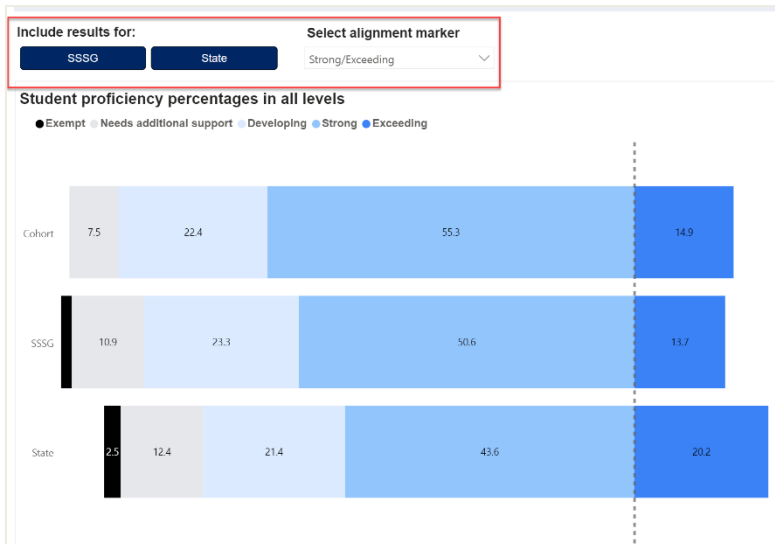 Include results for:
Select alignment marker
SSSG
State
Strong/Exceeding
Student proficiency percentages in all levels
Exempt Needs additional support Developing Strong Exceeding
Cohort 7.5 22.4 55.3 14.9
SSSG 10.9 23.3 50.6 13.7
State 2.5 12.4 21.4 43.6 20.2